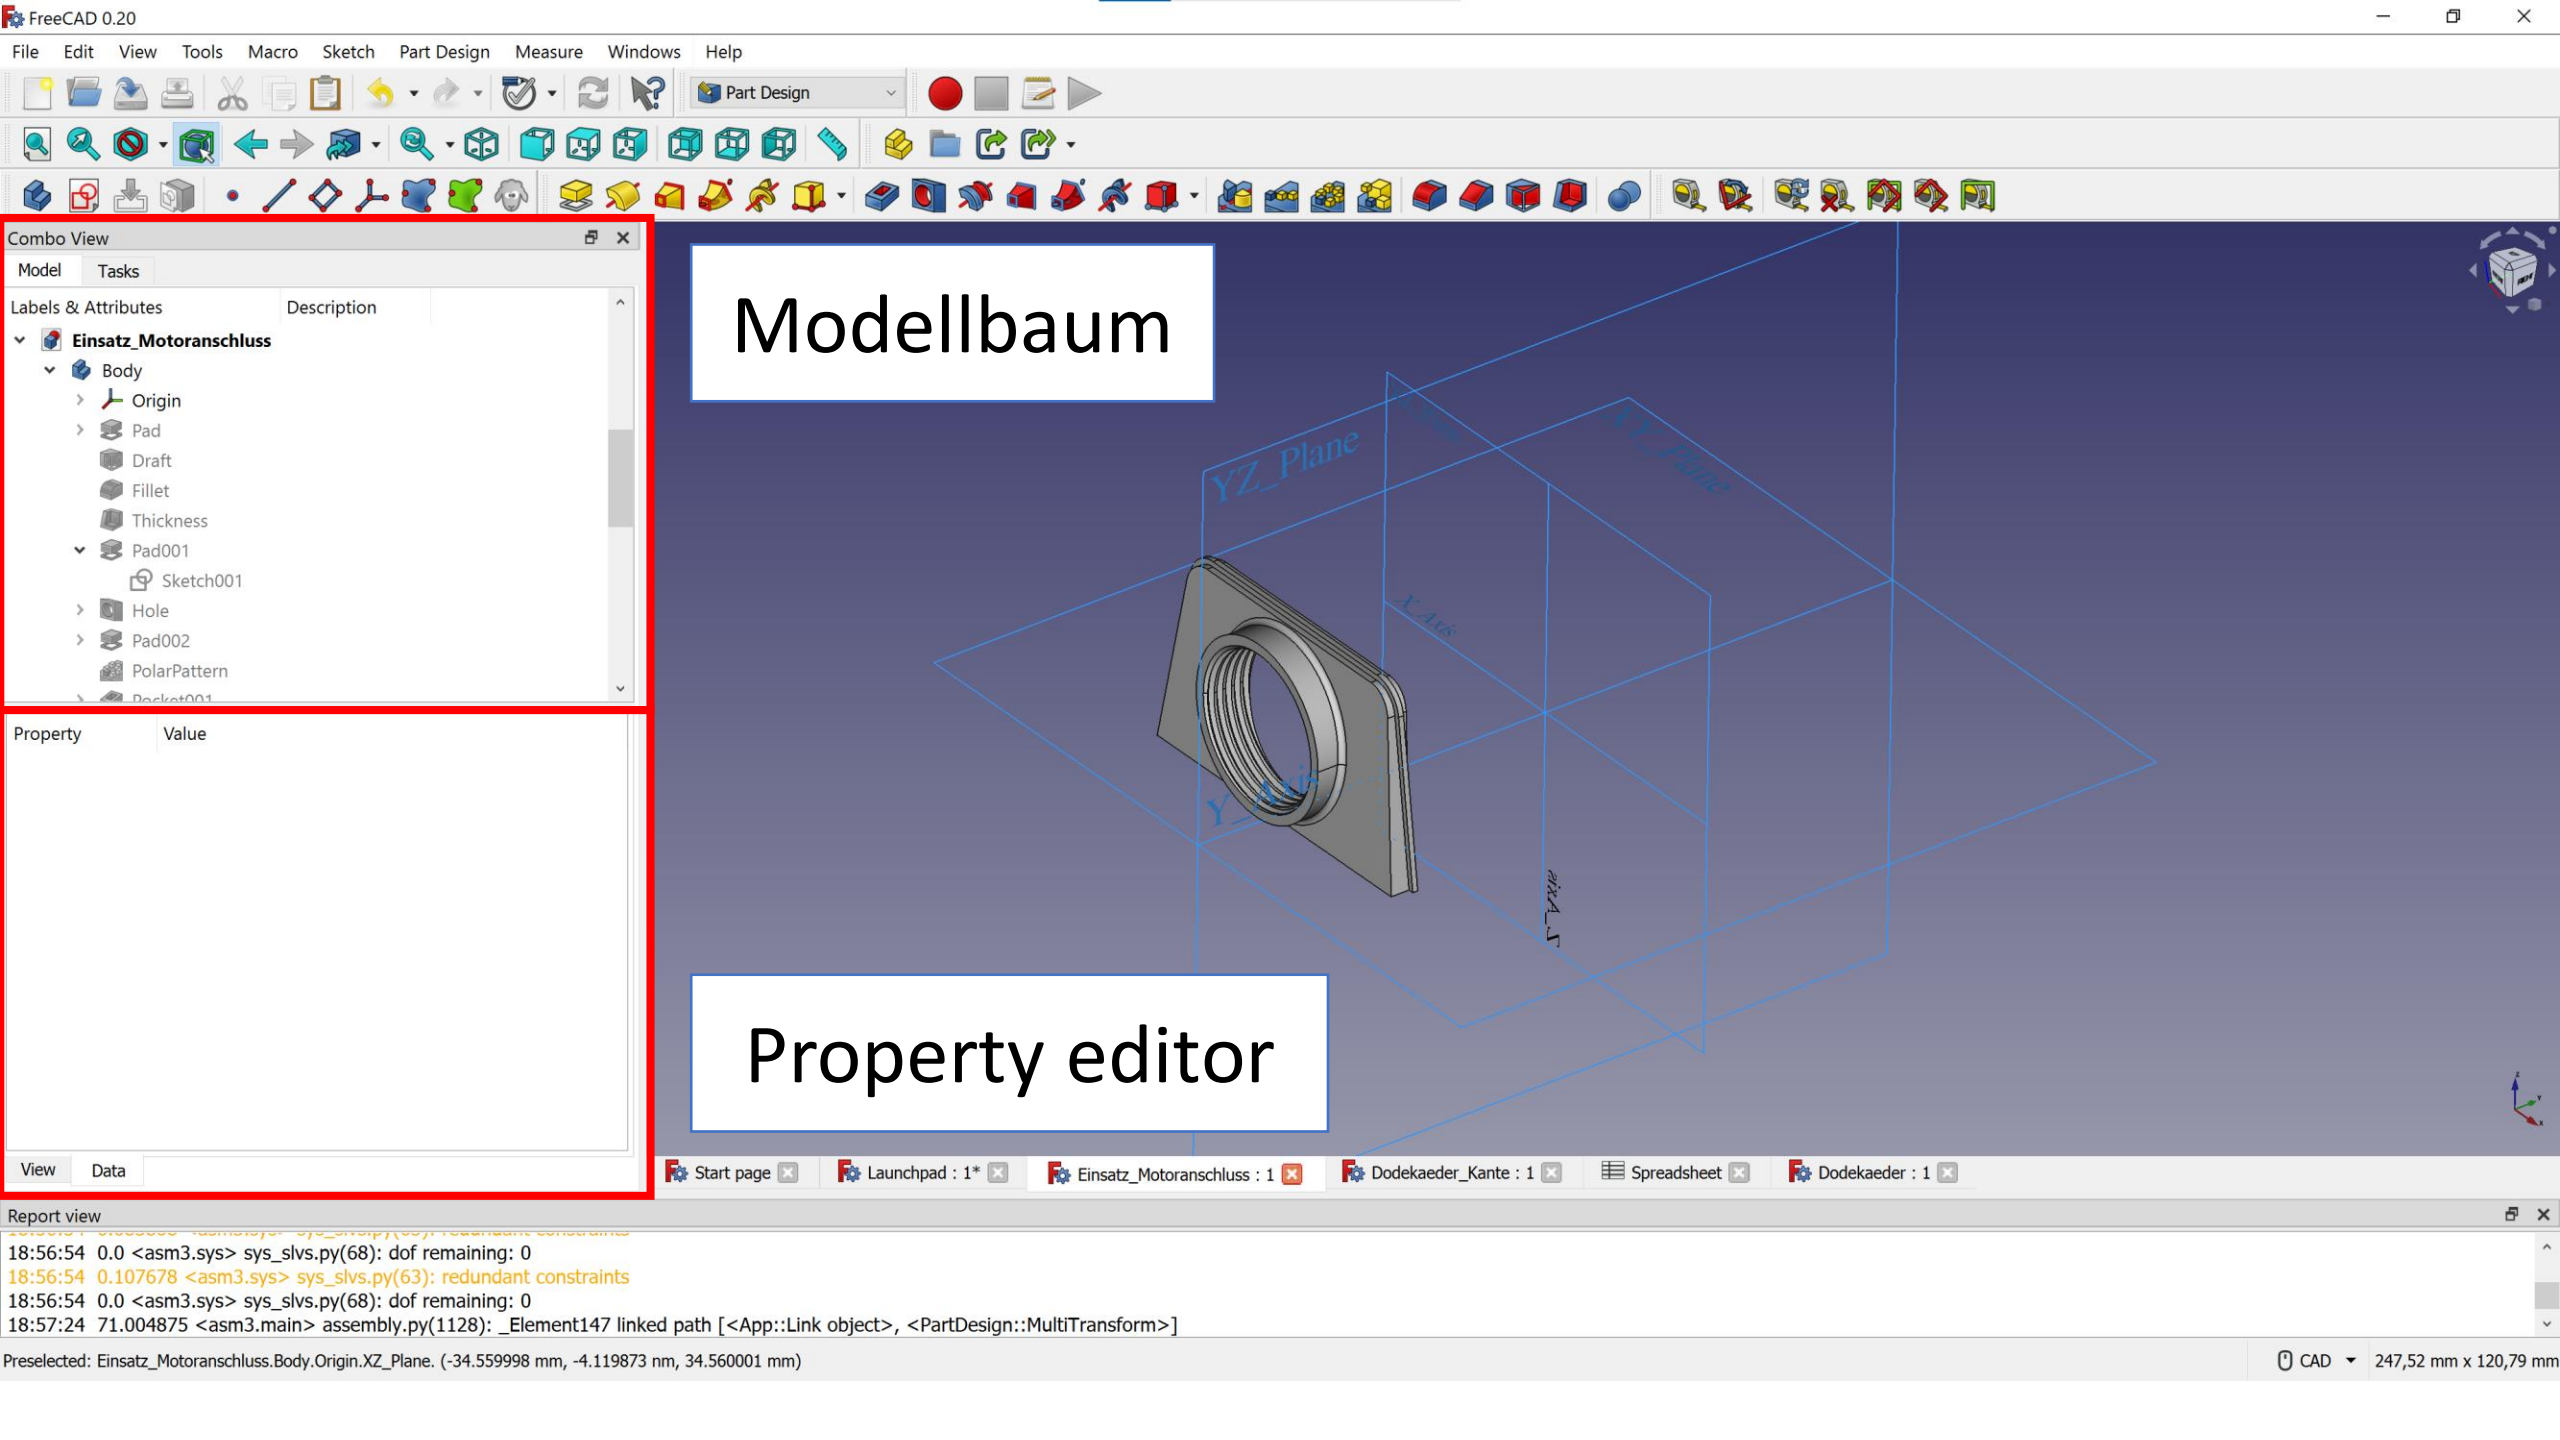 FreeCAD 0.20
File Edit View Tools Macro Sketch Part Design Measure Windows Help
Part Design
Combo View
Model Tasks
Labels & Attributes Description
Einsatz_Motoranschluss
Body
Origin
Pad
Draft
Fillet
Thickness
Pad001
Sketch001
Hole
Pad002
PolarPattern
Pocket001
Property Value
View Data
Modellbaum
YZ_Plane
XY_Plane
X_Axis
Y_Axis
Z_Axis
Property editor
Z
Y
X
Start page Launchpad : 1* Einsatz_Motoranschluss : 1 Dodekaeder_Kante : 1 Spreadsheet Dodekaeder : 1
Report view
18:56:54 0.0 <asm3.sys> sys_slvs.py(68): dof remaining: 0
18:56:54 0.107678 <asm3.sys> sys_slvs.py(63): redundant constraints
18:56:54 0.0 <asm3.sys> sys_slvs.py(68): dof remaining: 0
18:57:24 71.004875 <asm3.main> assembly.py(1128): _Element147 linked path [<App::Link object>, <PartDesign::MultiTransform>]
Preselected: Einsatz_Motoranschluss.Body.Origin.XZ_Plane. (-34.559998 mm, -4.119873 nm, 34.560001 mm)
CAD 247,52 mm x 120,79 mm